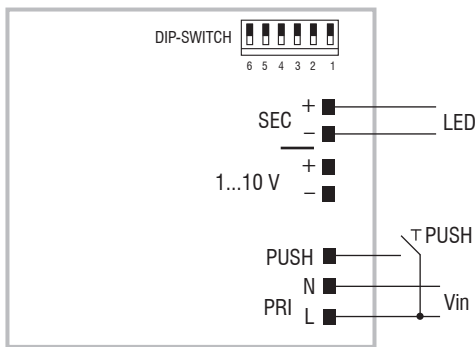 DIP-SWITCH
6 5 4 3 2 1
+
SEC
−
LED
+
1...10 V
−
PUSH
PUSH
N
PRI
L
Vin